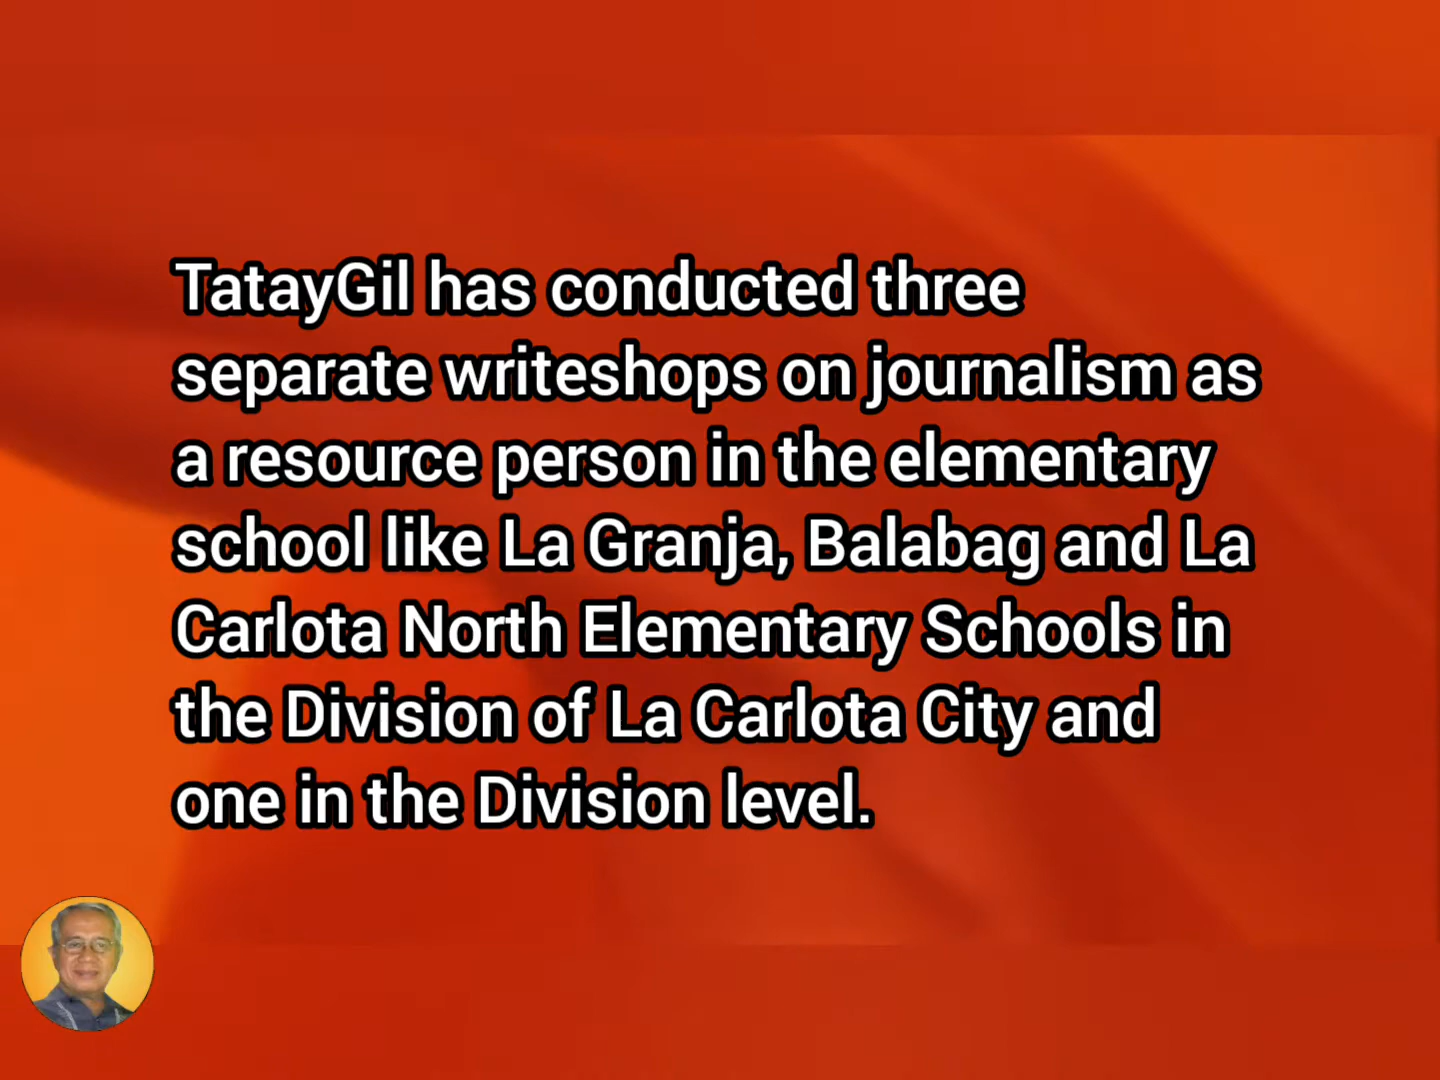 TatayGil has conducted three
separate writeshops on journalism as
a resource person in the elementary
school like La Granja, Balabag and La
Carlota North Elementary Schools in
the Division of La Carlota City and
one in the Division level.